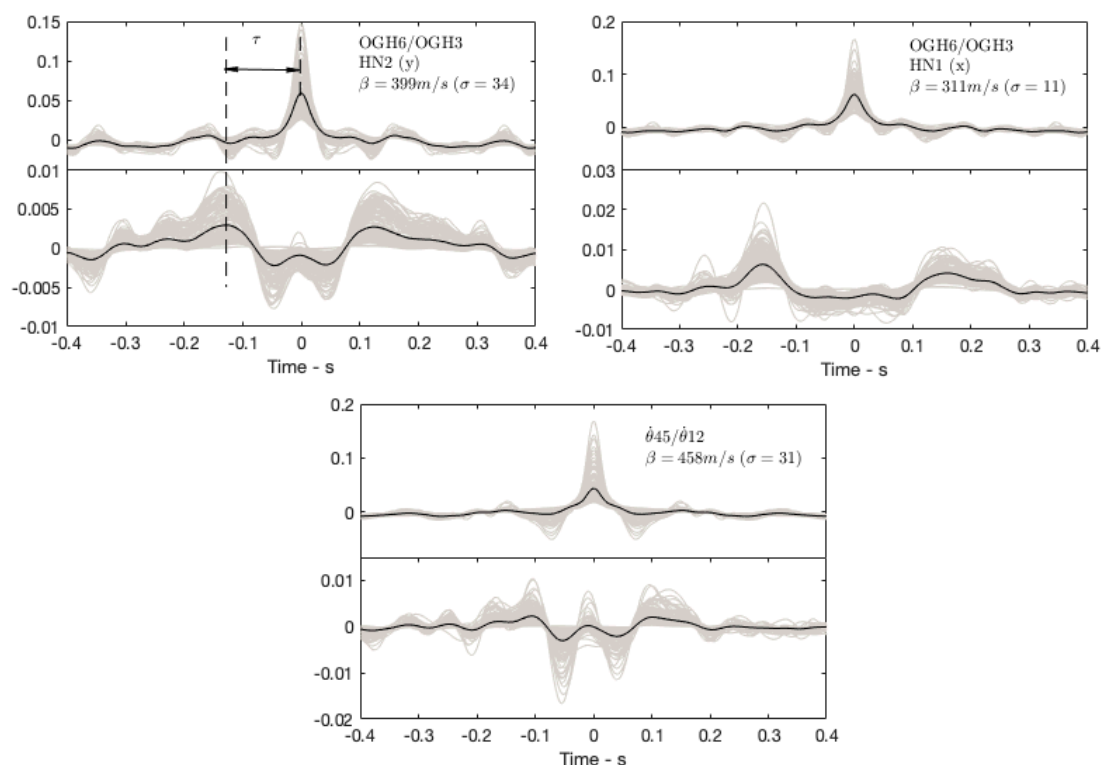 0.15
0.10
0.05
0
τ
OGH6/OGH3
HN2 (y)
β = 399m/s (σ = 34)
0.01
0.005
0
-0.005
-0.01
-0.4 -0.3 -0.2 -0.1 0 0.1 0.2 0.3 0.4
Time - s
0.2
0.1
0
OGH6/OGH3
HN1 (x)
β = 311m/s (σ = 11)
0.03
0.02
0.01
0
-0.01
-0.4 -0.3 -0.2 -0.1 0 0.1 0.2 0.3 0.4
Time - s
0.2
0.1
0
θ̇45/θ̇12
β = 458m/s (σ = 31)
0.010
0
-0.01
-0.02
-0.4 -0.3 -0.2 -0.1 0 0.1 0.2 0.3 0.4
Time - s